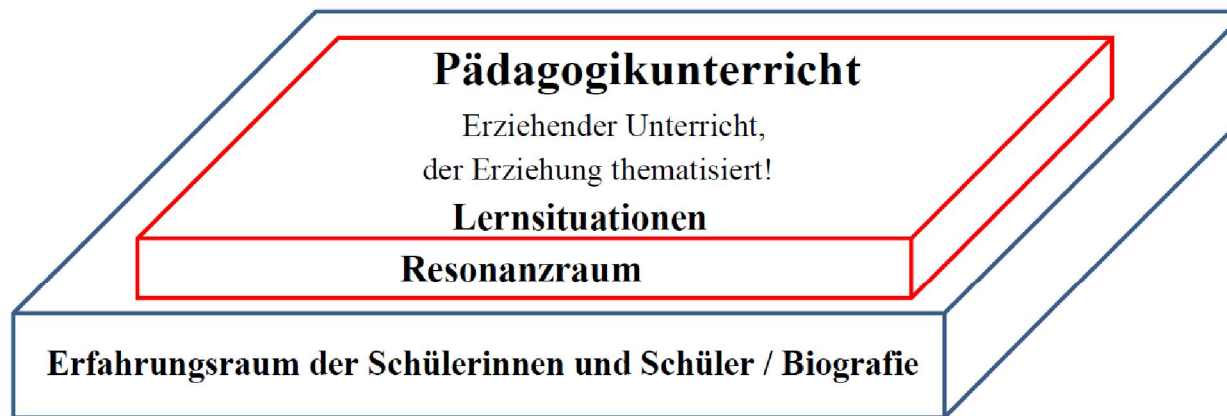 Pädagogikunterricht
Erziehender Unterricht,
der Erziehung thematisiert!
Lernsituationen
Resonanzraum
Erfahrungsraum der Schülerinnen und Schüler / Biografie